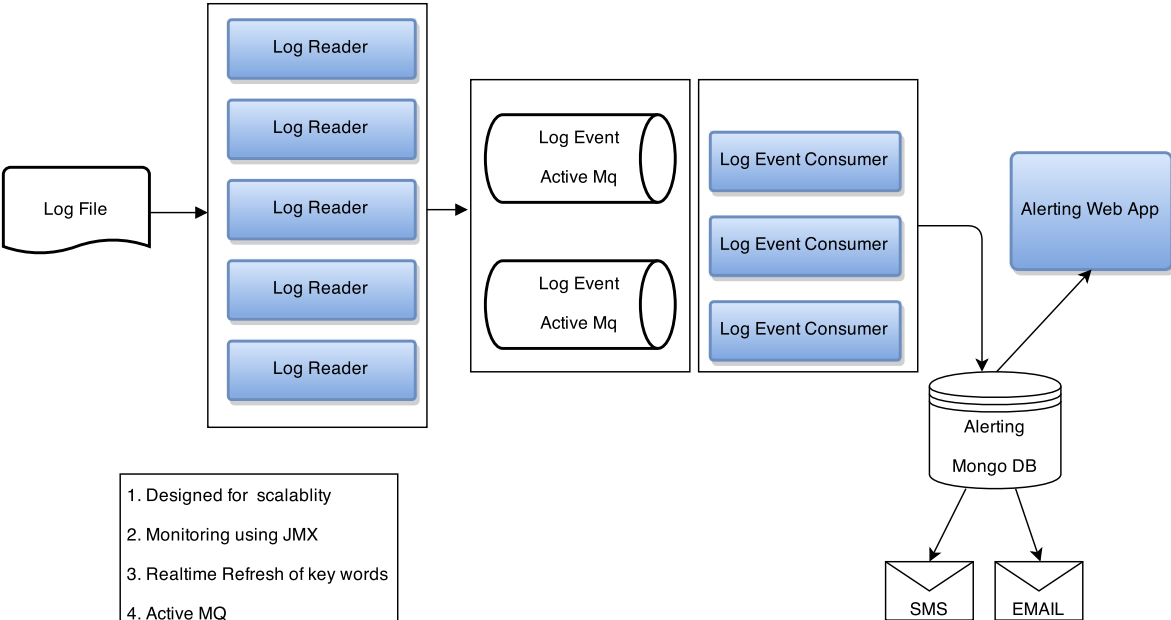 Log File
Log Reader
Log Reader
Log Reader
Log Reader
Log Reader
Log Event
Active Mq
Log Event
Active Mq
Log Event Consumer
Log Event Consumer
Log Event Consumer
Alerting Web App
Alerting
Mongo DB
SMS
EMAIL
1. Designed for scalablity
2. Monitoring using JMX
3. Realtime Refresh of key words
4. Active MQ